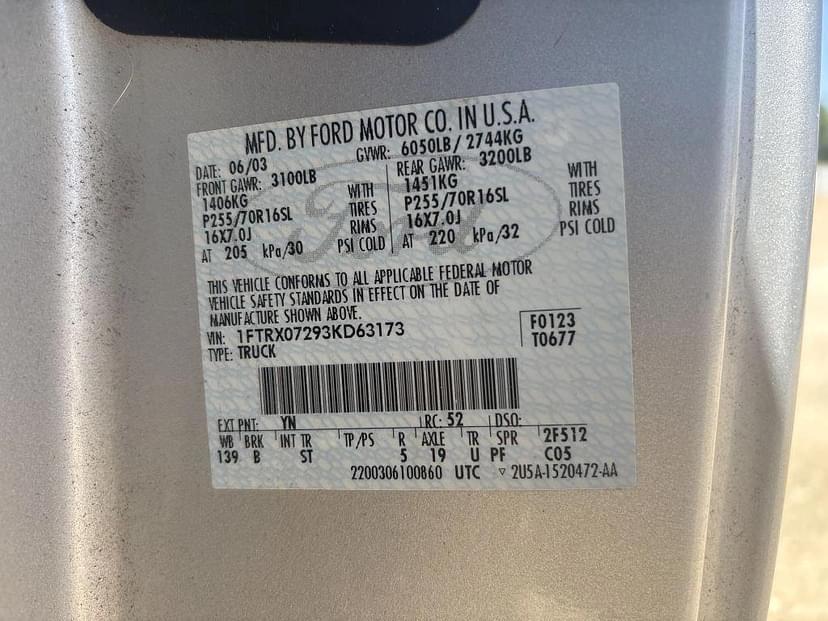 MFD. BY FORD MOTOR CO. IN U.S.A.
DATE: 06/03 GVWR: 6050LB / 2744KG
FRONT GAWR: 3100LB REAR GAWR: 3200LB
1406KG WITH 1451KG WITH
P255/70R16SL TIRES P255/70R16SL TIRES
16X7.0J RIMS 16X7.0J RIMS
AT 205 kPa/30 PSI COLD AT 220 kPa/32 PSI COLD
Ford
THIS VEHICLE CONFORMS TO ALL APPLICABLE FEDERAL MOTOR
VEHICLE SAFETY STANDARDS IN EFFECT ON THE DATE OF
MANUFACTURE SHOWN ABOVE.
VIN: 1FTRX07293KD63173 F0123
TYPE: TRUCK T0677
EXT PNT: YN RC: 52 DSO:
WB BRK INT TR TP/PS R AXLE TR SPR 2F512
139 B ST 5 19 U PF C05
2200306100860 UTC ▽ 2U5A-1520472-AA